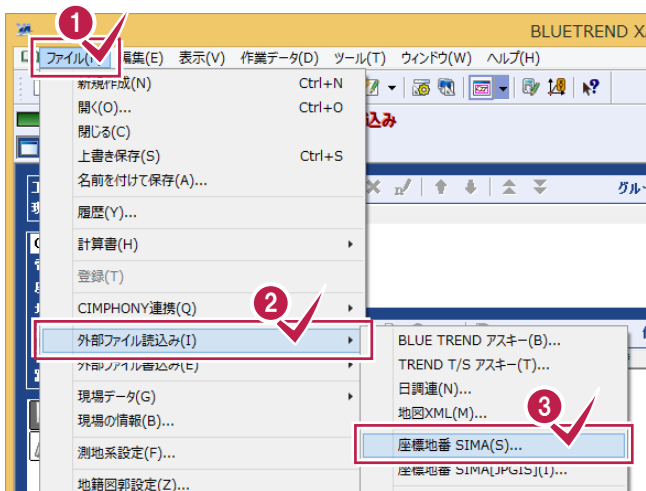 1
BLUETREND X
ファイル(F) 編集(E) 表示(V) 作業データ(D) ツール(T) ウィンドウ(W) ヘルプ(H)
新規作成(N) Ctrl+N
開く(O)... Ctrl+O
込み
閉じる(C)
上書き保存(S) Ctrl+S
名前を付けて保存(A)...
グルー
履歴(Y)...
計算書(H)
登録(T)
2
CIMPHONY連携(Q)
外部ファイル読込み(I)
BLUE TREND アスキー(B)...
外部ファイル書込み(E)
TREND T/S アスキー(T)...
日調連(N)...
現場データ(G)
地図XML(M)...
3
現場の情報(B)...
座標地番 SIMA(S)...
測地系設定(F)...
座標地番 SIMA[JPGIS](I)...
地籍図郭設定(Z)...